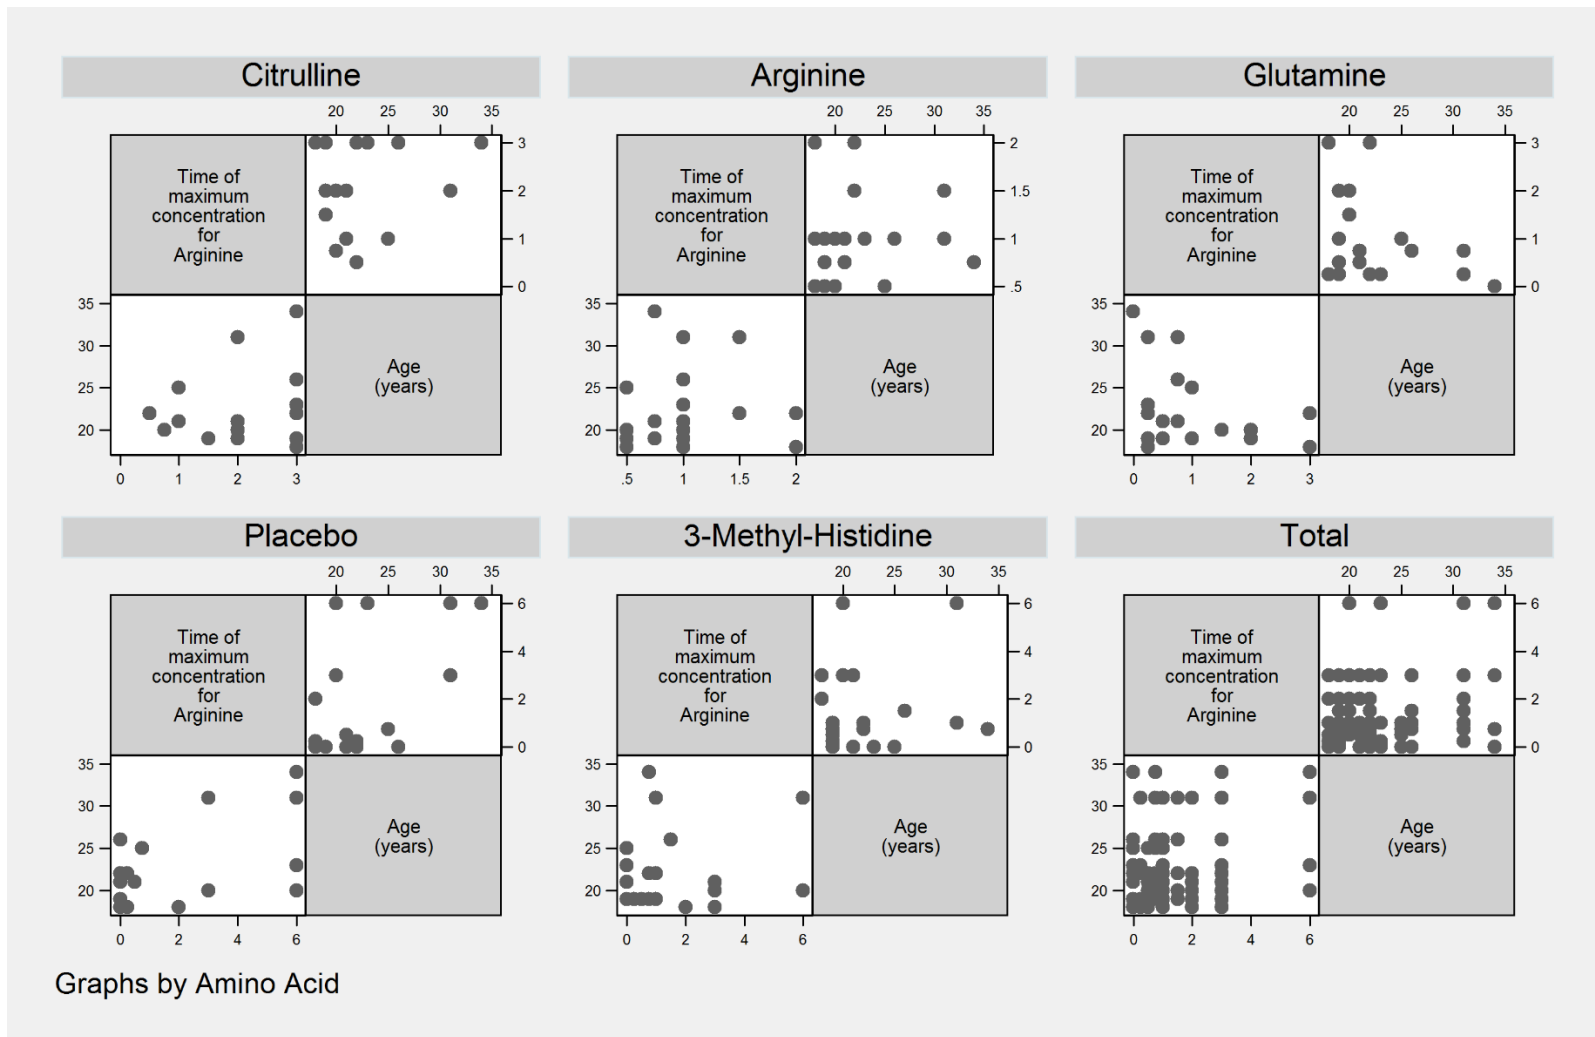 Citrulline
20 25 30 35
Time of
maximum
concentration
for
Arginine
3
2
1
0
35
30
25
20
Age
(years)
0 1 2 3
Arginine
20 25 30 35
Time of
maximum
concentration
for
Arginine
2
1.5
1
.5
35
30
25
20
Age
(years)
.5 1 1.5 2
Glutamine
20 25 30 35
Time of
maximum
concentration
for
Arginine
3
2
1
0
35
30
25
20
Age
(years)
0 1 2 3
Placebo
20 25 30 35
Time of
maximum
concentration
for
Arginine
6
4
2
0
35
30
25
20
Age
(years)
0 2 4 6
3-Methyl-Histidine
20 25 30 35
Time of
maximum
concentration
for
Arginine
6
4
2
0
35
30
25
20
Age
(years)
0 2 4 6
Total
20 25 30 35
Time of
maximum
concentration
for
Arginine
6
4
2
0
35
30
25
20
Age
(years)
0 2 4 6
Graphs by Amino Acid